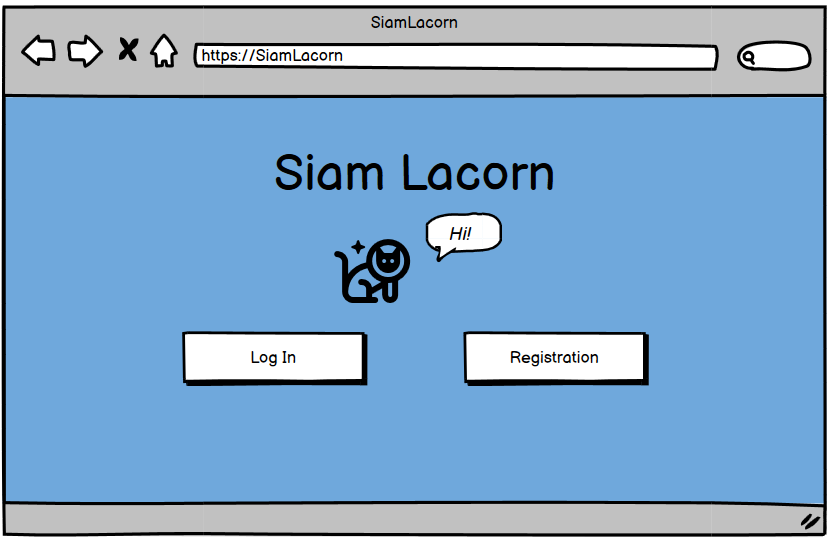 SiamLacorn
https://SiamLacorn
Siam Lacorn
Hi!
Log In
Registration